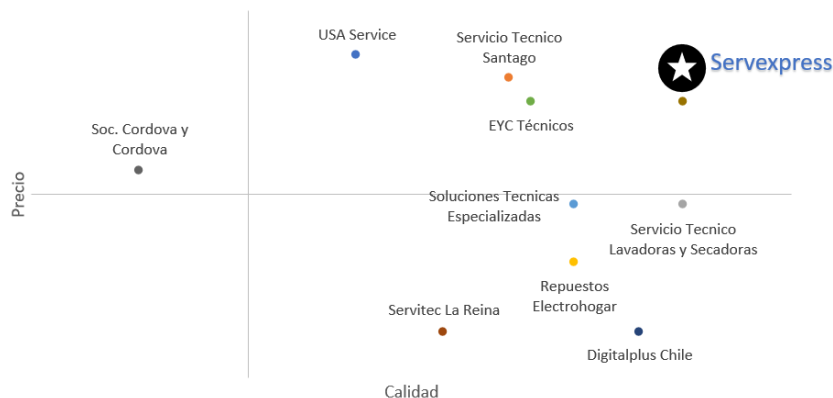 USA Service
Servicio Tecnico
Santago
Servexpress
EYC Técnicos
Soc. Cordova y
Cordova
Precio
Soluciones Tecnicas
Especializadas
Servicio Tecnico
Lavadoras y Secadoras
Repuestos
Electrohogar
Servitec La Reina
Digitalplus Chile
Calidad